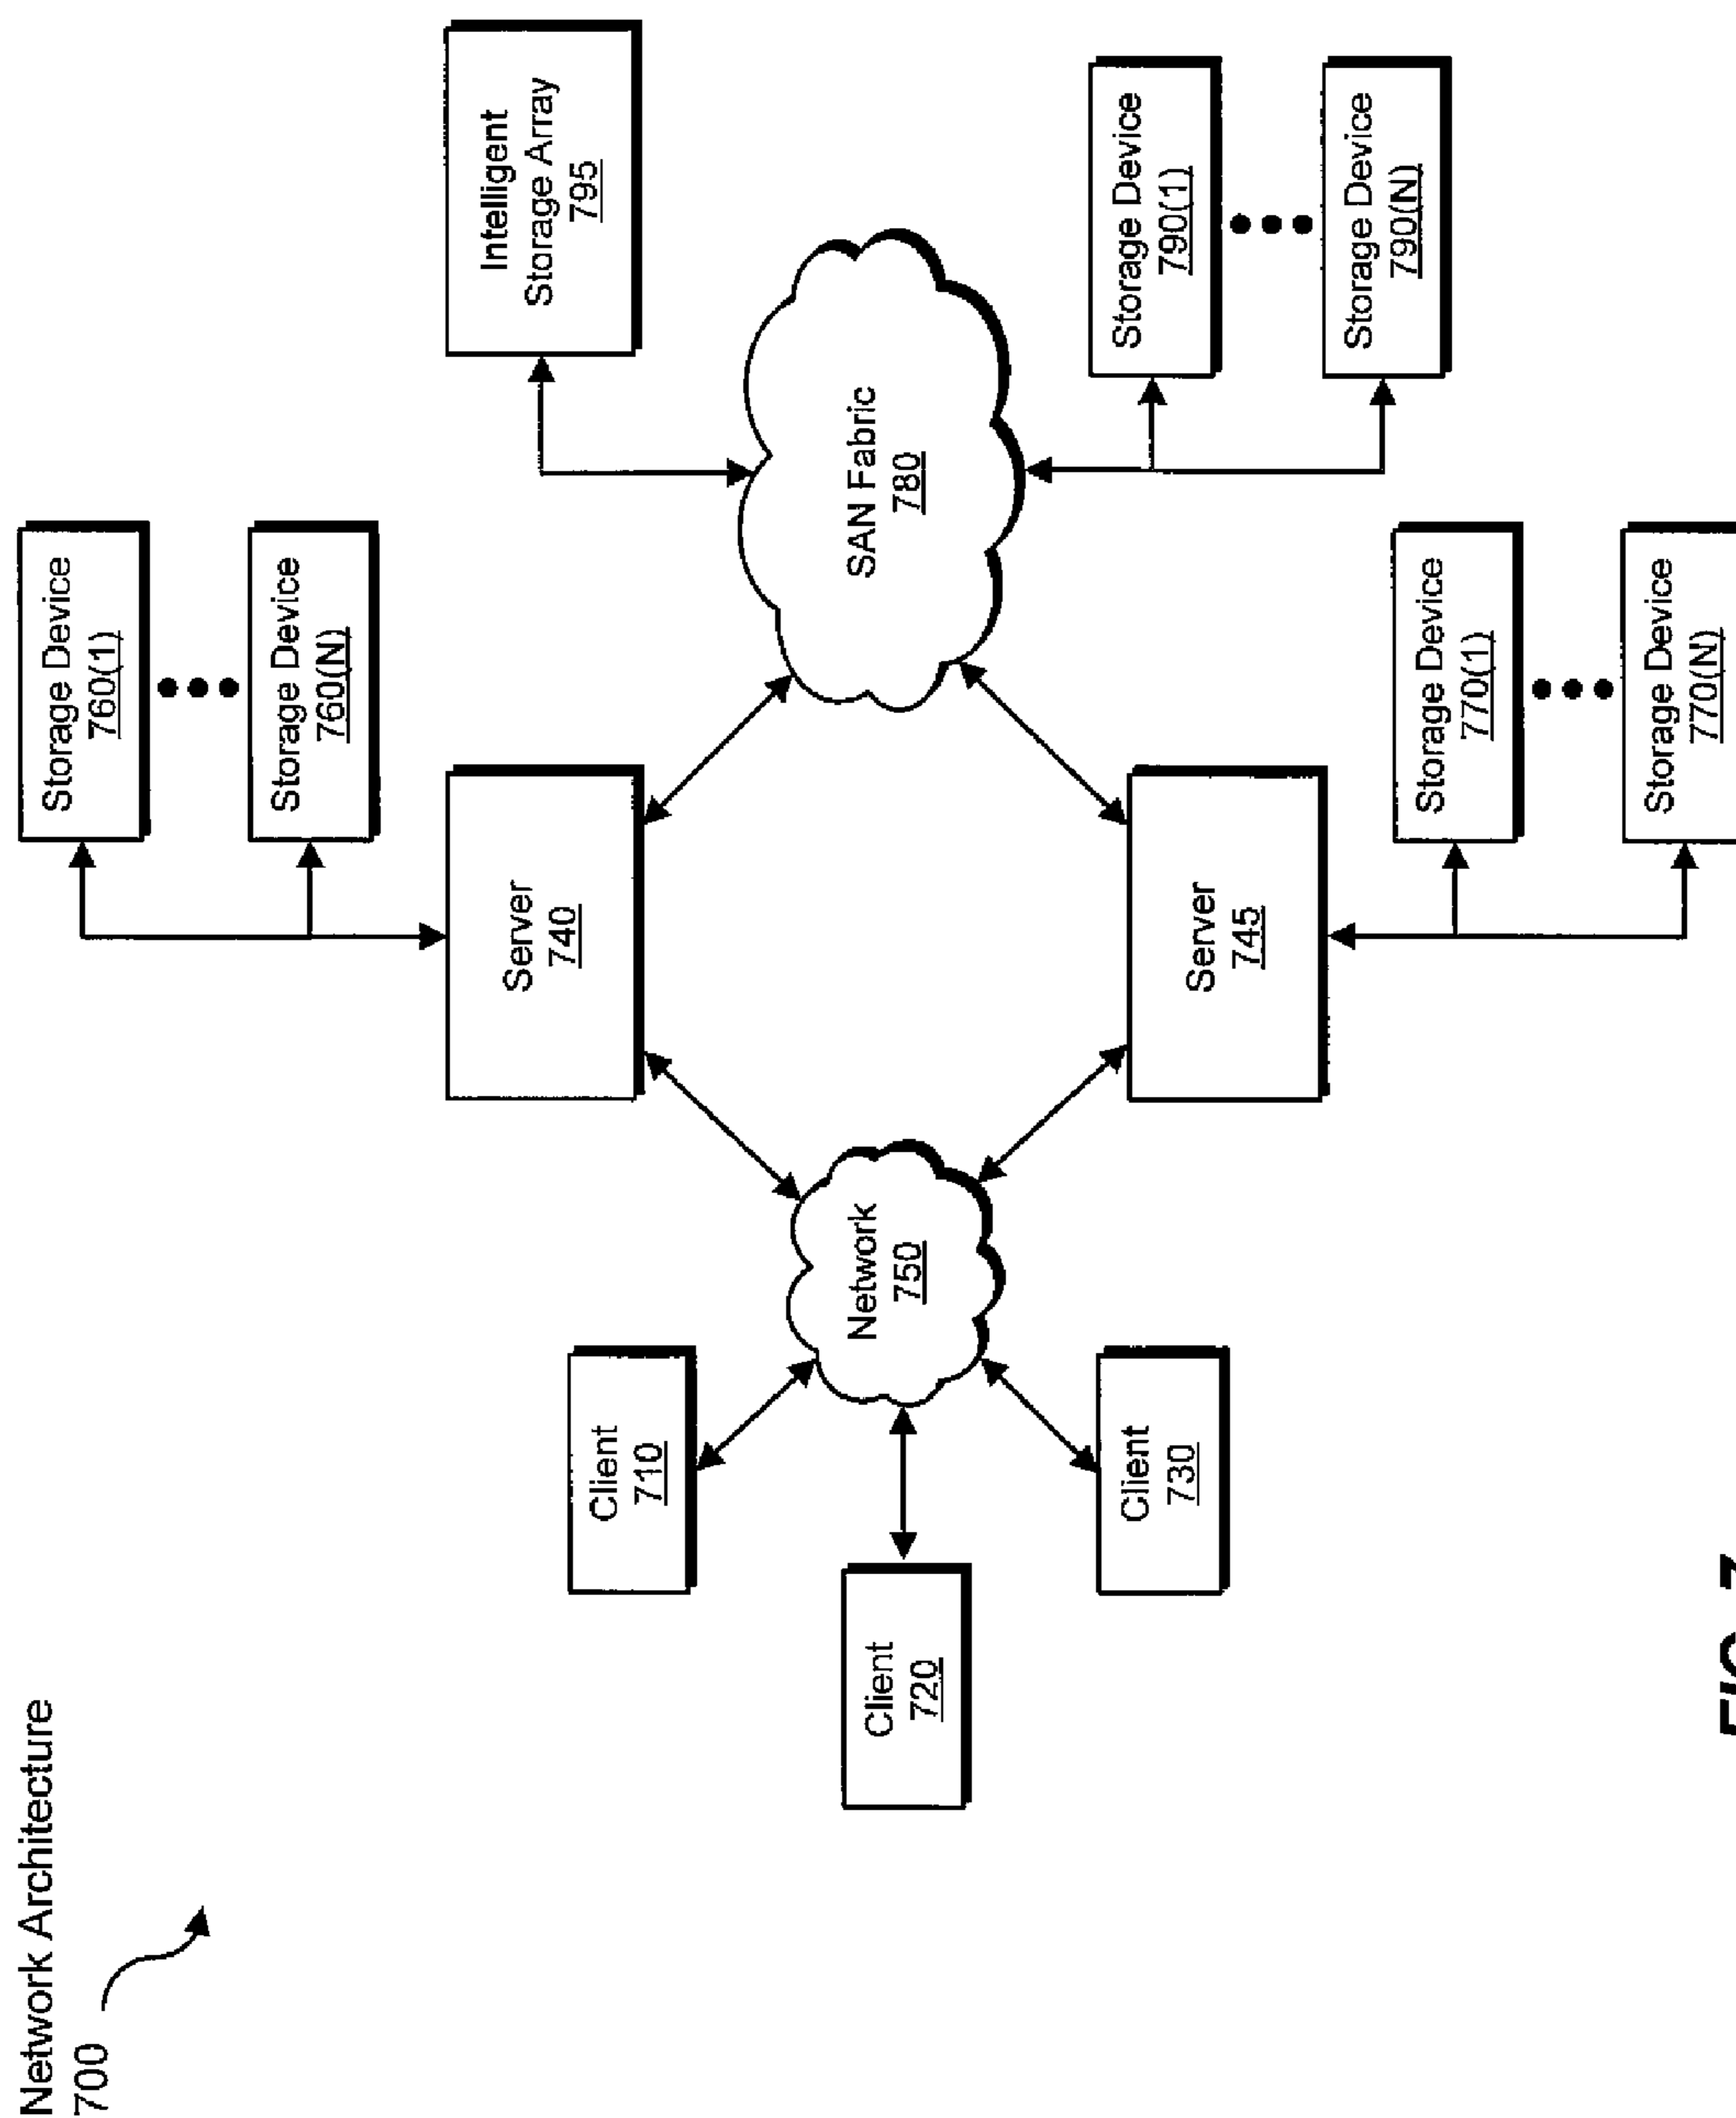 Network Architecture
700
Client
710
Client
720
Client
730
Network
750
Server
740
Server
745
Storage Device
760(1)
Storage Device
760(N)
Storage Device
770(1)
Storage Device
770(N)
SAN Fabric
780
Intelligent
Storage Array
795
Storage Device
790(1)
Storage Device
790(N)
FIG. 7